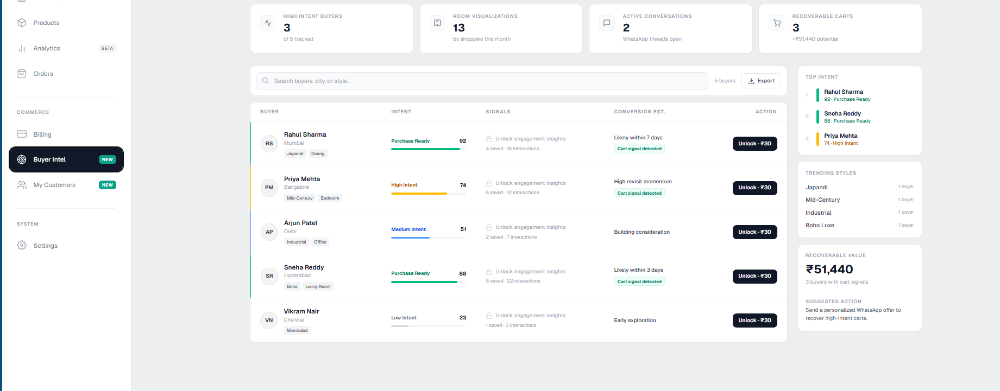 Products
Analytics BETA
Orders
COMMERCE
Billing
Buyer Intel NEW
My Customers NEW
SYSTEM
Settings
HIGH INTENT BUYERS
3
of 5 tracked
ROOM VISUALIZATIONS
13
by shoppers this month
ACTIVE CONVERSATIONS
2
WhatsApp threads open
RECOVERABLE CARTS
3
~₹51,440 potential
Search buyers, city, or style...
5 buyers
Export
BUYER INTENT SIGNALS CONVERSION EST. ACTION
RS
Rahul Sharma
Mumbai
Japandi Dining
Purchase Ready 92
Unlock engagement insights
4 saved · 18 interactions
Likely within 7 days
Cart signal detected
Unlock · ₹30
PM
Priya Mehta
Bangalore
Mid-Century Bedroom
High Intent 74
Unlock engagement insights
6 saved · 12 interactions
High revisit momentum
Cart signal detected
Unlock · ₹30
AP
Arjun Patel
Delhi
Industrial Office
Medium Intent 51
Unlock engagement insights
2 saved · 7 interactions
Building consideration
Unlock · ₹30
SR
Sneha Reddy
Hyderabad
Boho Living Room
Purchase Ready 88
Unlock engagement insights
5 saved · 22 interactions
Likely within 3 days
Cart signal detected
Unlock · ₹30
VN
Vikram Nair
Chennai
Minimalist
Low Intent 23
Unlock engagement insights
1 saved · 3 interactions
Early exploration
Unlock · ₹30
TOP INTENT
1
Rahul Sharma
92 · Purchase Ready
2
Sneha Reddy
88 · Purchase Ready
3
Priya Mehta
74 · High Intent
TRENDING STYLES
Japandi 1 buyer
Mid-Century 1 buyer
Industrial 1 buyer
Boho Luxe 1 buyer
RECOVERABLE VALUE
₹51,440
3 buyers with cart signals
SUGGESTED ACTION
Send a personalized WhatsApp offer to
recover high-intent carts.